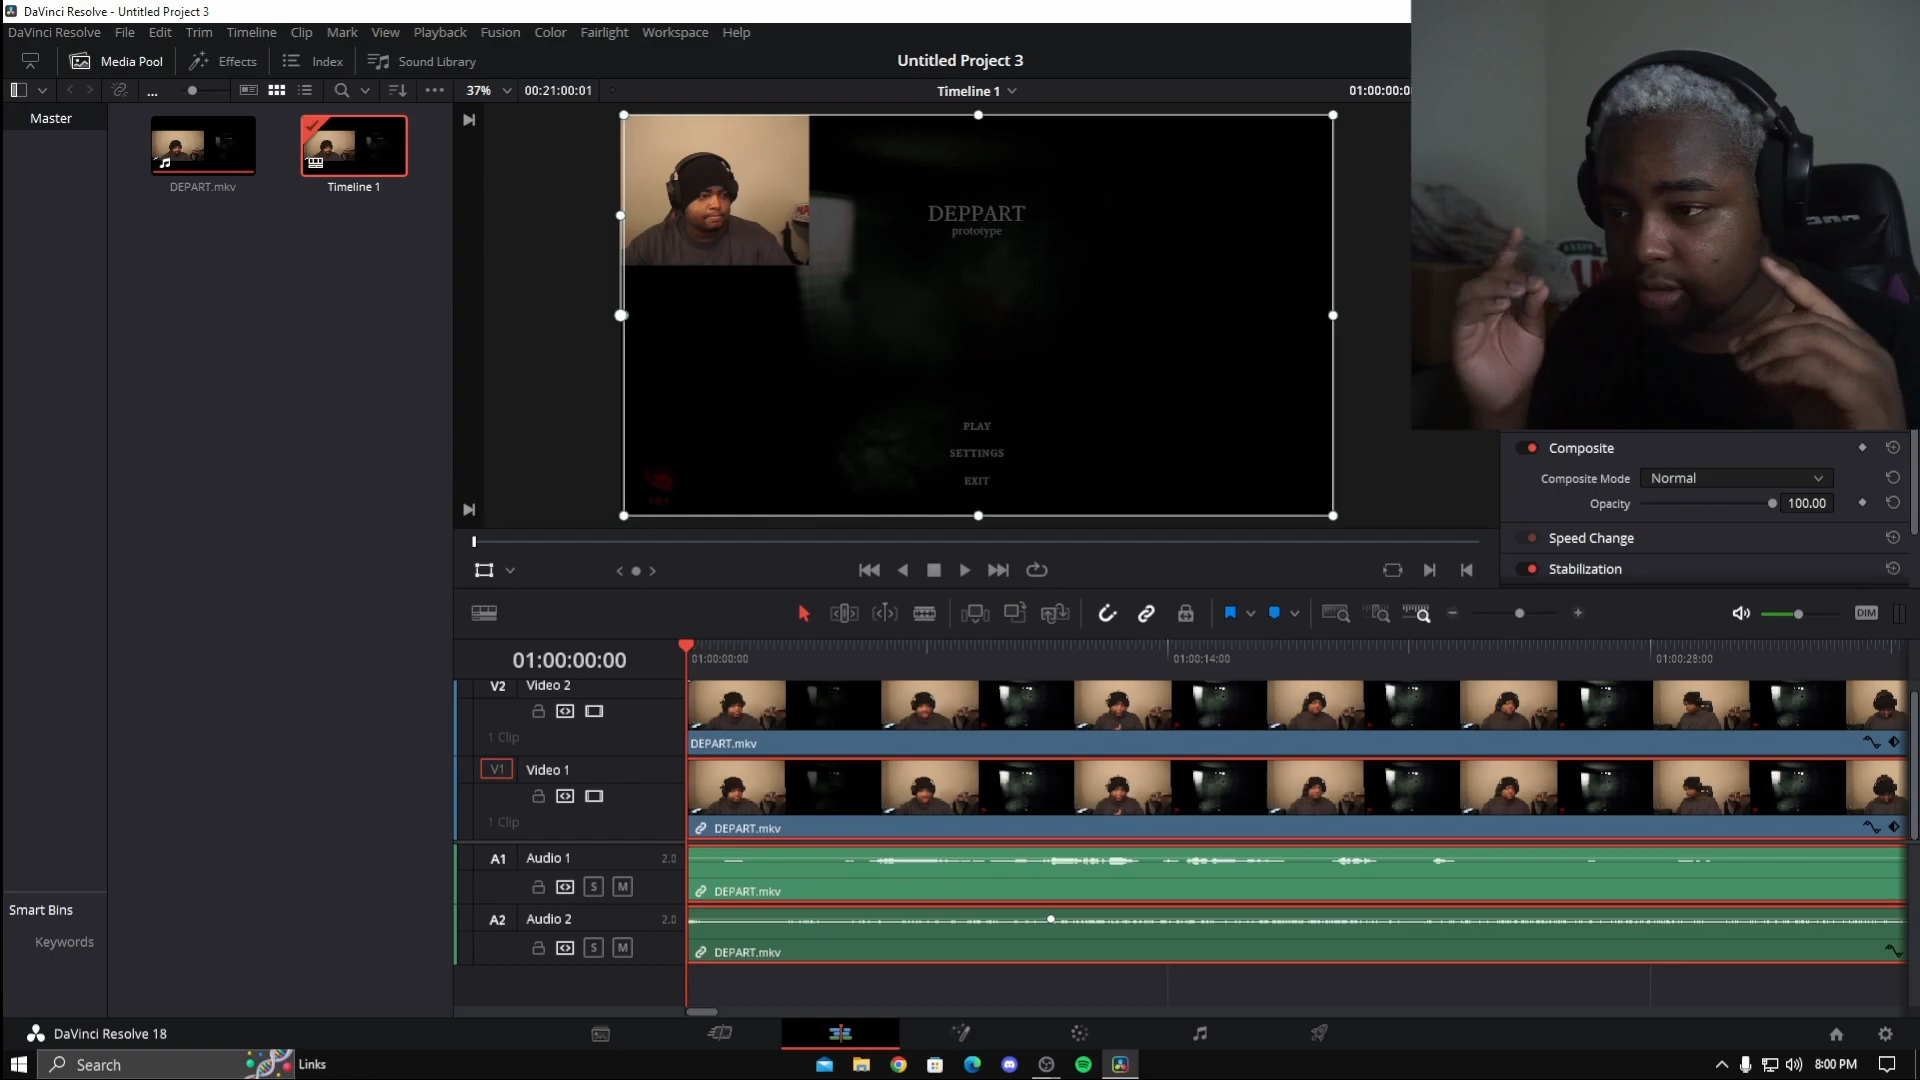 DaVinci Resolve - Untitled Project 3
DaVinci Resolve File Edit Trim Timeline Clip Mark View Playback Fusion Color Fairlight Workspace Help
Media Pool Effects Index Sound Library
Untitled Project 3
... 37% 00:21:00:01 Timeline 1 01:00:00:0
Master
DEPART.mkv
Timeline 1
DEPPART
prototype
PLAY
SETTINGS
EXIT
Composite
Composite Mode Normal
Opacity 100.00
Speed Change
Stabilization
DIM
01:00:00:00
01:00:00:00 01:00:14:00 01:00:28:00
V2 Video 2
1 Clip
DEPART.mkv
V1 Video 1
1 Clip
DEPART.mkv
A1 Audio 1 2.0
S M
DEPART.mkv
A2 Audio 2 2.0
S M
DEPART.mkv
Smart Bins
Keywords
DaVinci Resolve 18
Search
Links
8:00 PM